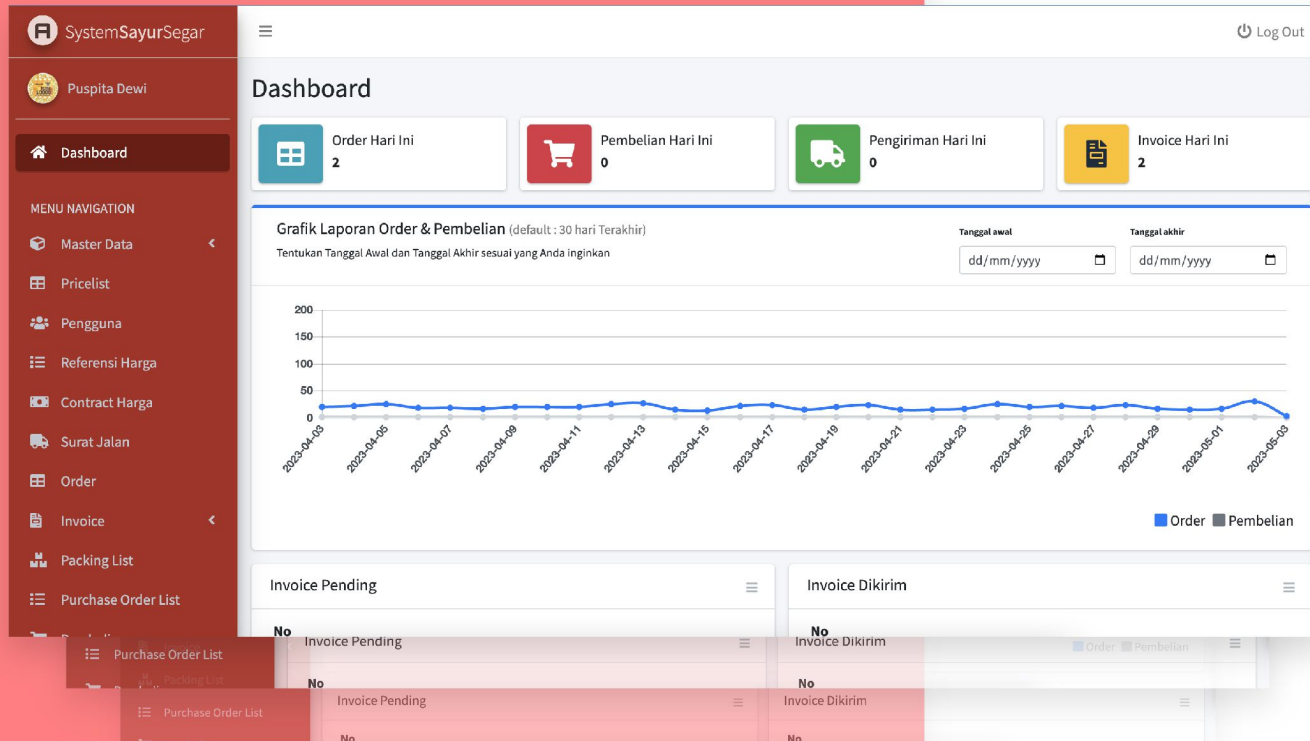 SystemSayurSegar
Log Out
Puspita Dewi
Dashboard
MENU NAVIGATION
Master Data
Pricelist
Pengguna
Referensi Harga
Contract Harga
Surat Jalan
Order
Invoice
Packing List
Purchase Order List
Dashboard
Order Hari Ini
2
Pembelian Hari Ini
0
Pengiriman Hari Ini
0
Invoice Hari Ini
2
Grafik Laporan Order & Pembelian (default : 30 hari Terakhir)
Tentukan Tanggal Awal dan Tanggal Akhir sesuai yang Anda inginkan
Tanggal awal
dd/mm/yyyy
Tanggal akhir
dd/mm/yyyy
200
150
100
50
0
2023-04-03
2023-04-05
2023-04-07
2023-04-09
2023-04-11
2023-04-13
2023-04-15
2023-04-17
2023-04-19
2023-04-21
2023-04-23
2023-04-25
2023-04-27
2023-04-29
2023-05-01
2023-05-03
Order Pembelian
Invoice Pending
No
Invoice Dikirim
No
Purchase Order List
Invoice Pending
No
Invoice Dikirim
No
Order Pembelian
Packing List
Purchase Order List
Invoice Pending
No
Invoice Dikirim
No